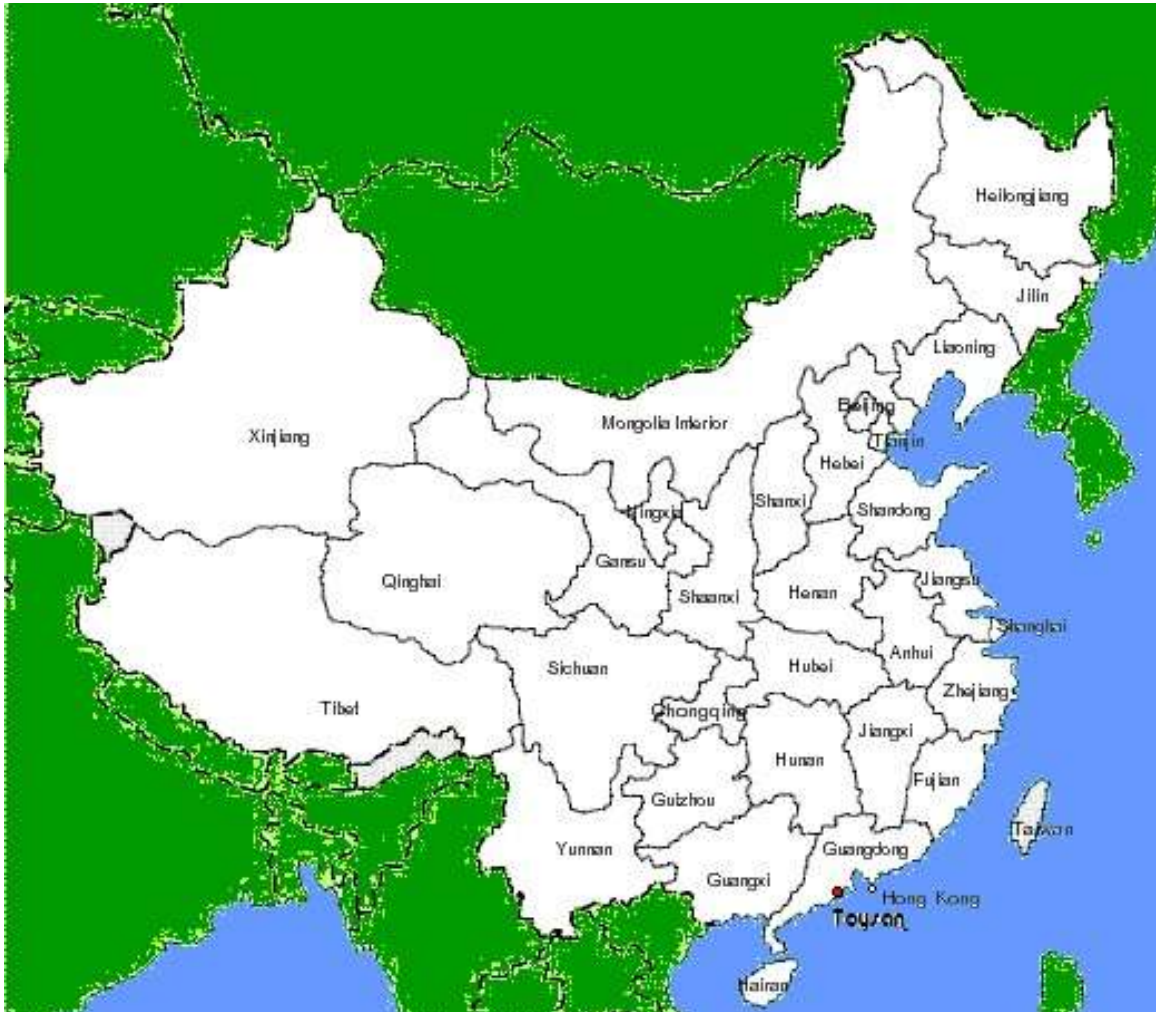 Heilongjiang
Jilin
Liaoning
Beijing
Xinjiang
Mongolia Interior
Tianjin
Hebei
Ningxia
Shanxi
Shandong
Gansu
Qinghai
Shaanxi
Henan
Jiangsu
Shanghai
Anhui
Sichuan
Hubei
Zhejiang
Tibet
Chongqing
Jiangxi
Hunan
Fujian
Guizhou
Taiwan
Yunnan
Guangdong
Guangxi
Hong Kong
Toysan
Hainan